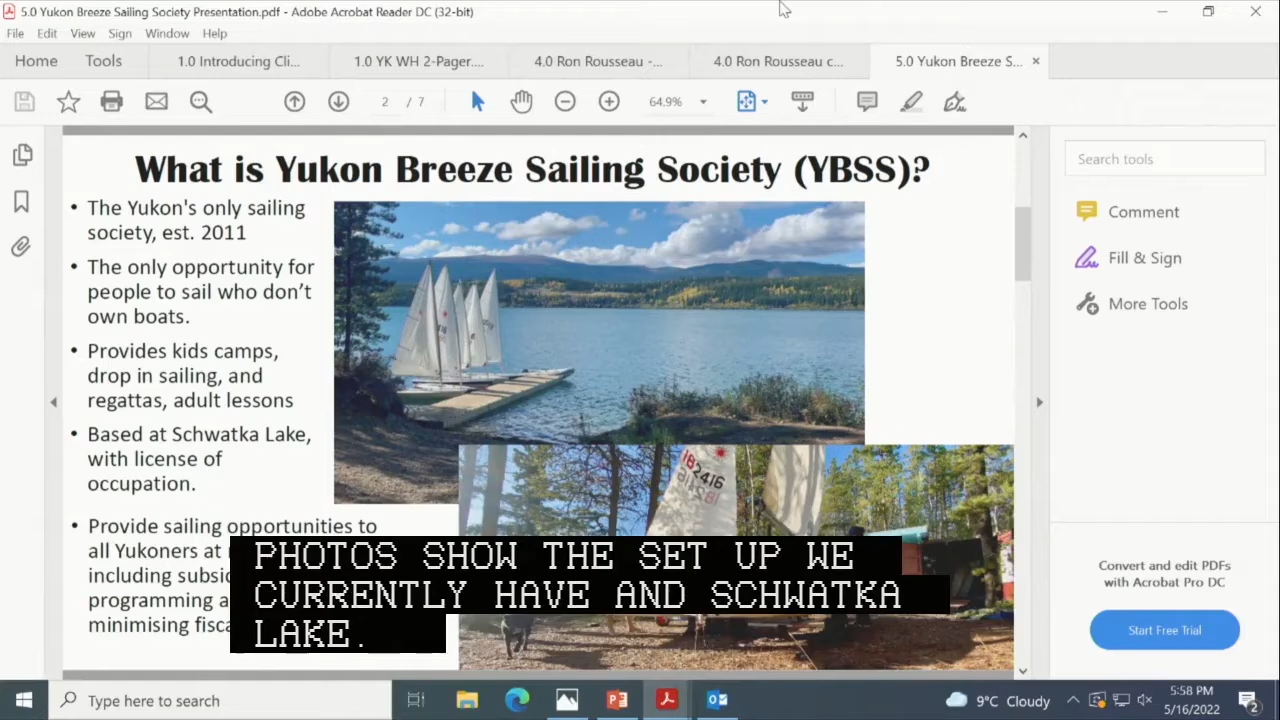 5.0 Yukon Breeze Sailing Society Presentation.pdf - Adobe Acrobat Reader DC (32-bit)
File Edit View Sign Window Help
Home Tools 1.0 Introducing Cli... 1.0 YK WH 2-Pager.... 4.0 Ron Rousseau -... 4.0 Ron Rousseau c... 5.0 Yukon Breeze S... ×
2 / 7 64.9%
What is Yukon Breeze Sailing Society (YBSS)?
• The Yukon's only sailing
society, est. 2011
• The only opportunity for
people to sail who don't
own boats.
• Provides kids camps,
drop in sailing, and
regattas, adult lessons
• Based at Schwatka Lake,
with license of
occupation.
• Provide sailing opportunities to
all Yukoners at
including
programming
minimising
182416
PHOTOS SHOW THE SET UP WE
CURRENTLY HAVE AND SCHWATKA
LAKE.
Search tools
Comment
Fill & Sign
More Tools
Convert and edit PDFs
with Acrobat Pro DC
Start Free Trial
Type here to search
9°C Cloudy
5:58 PM
5/16/2022
2